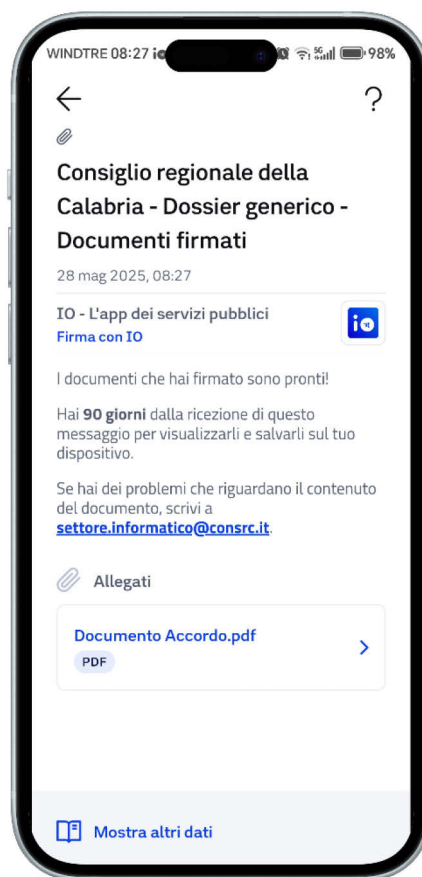 WINDTRE 08:27
5G
98%
?
Consiglio regionale della
Calabria - Dossier generico -
Documenti firmati
28 mag 2025, 08:27
IO - L'app dei servizi pubblici
Firma con IO
io
I documenti che hai firmato sono pronti!
Hai 90 giorni dalla ricezione di questo
messaggio per visualizzarli e salvarli sul tuo
dispositivo.
Se hai dei problemi che riguardano il contenuto
del documento, scrivi a
settore.informatico@consrc.it.
Allegati
Documento Accordo.pdf
PDF
Mostra altri dati